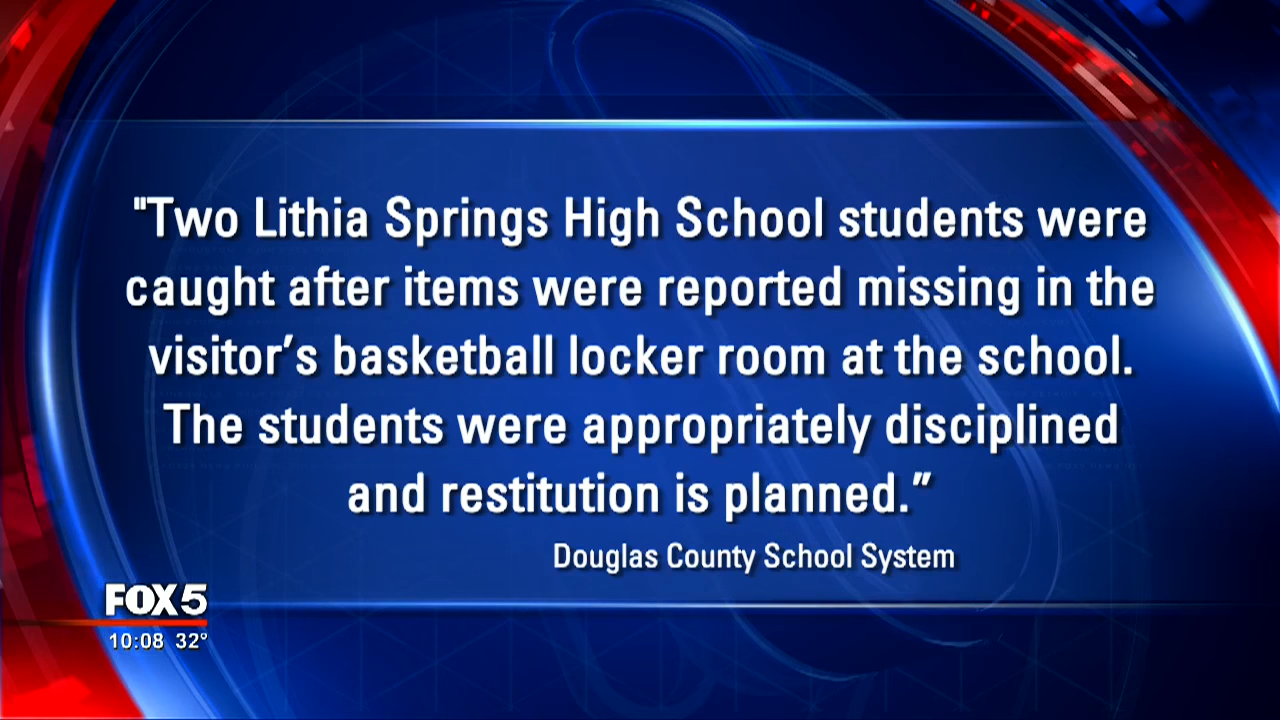 "Two Lithia Springs High School students were
caught after items were reported missing in the
visitor’s basketball locker room at the school.
The students were appropriately disciplined
and restitution is planned.”
Douglas County School System
FOX 5
10:08 32°